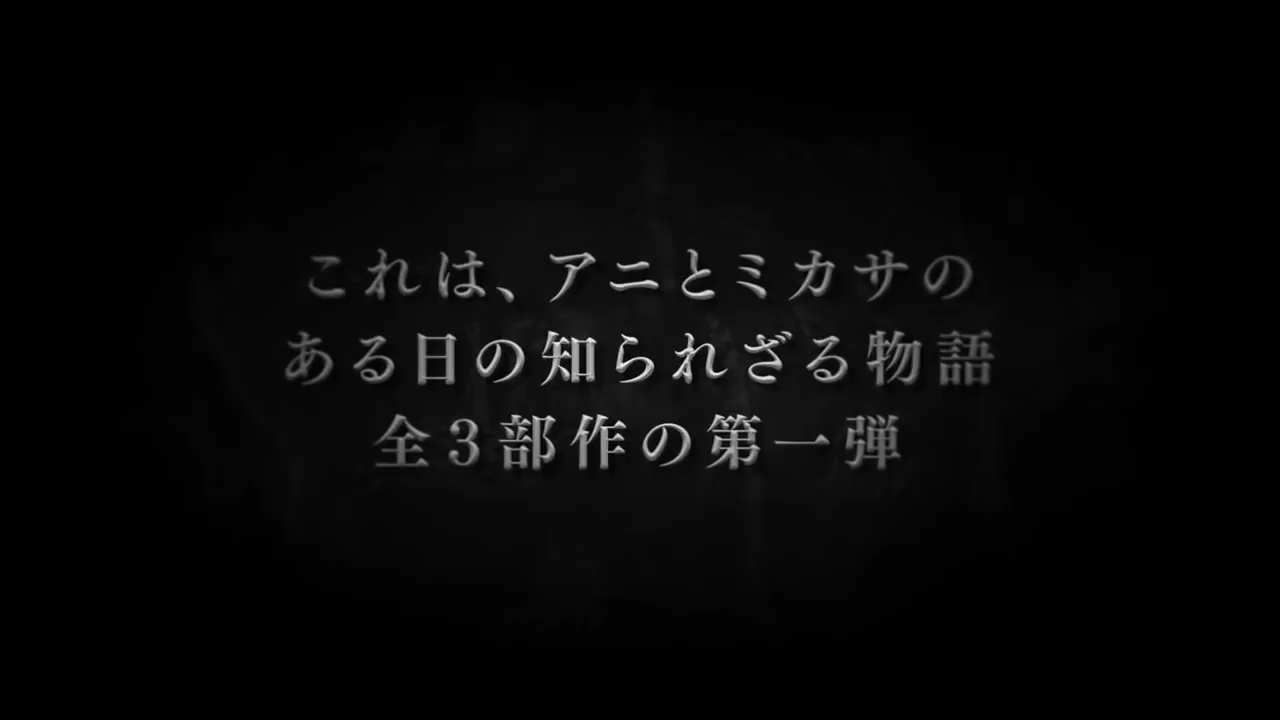 これは、アニとミカサの
ある日の知られざる物語
全3部作の第一弾